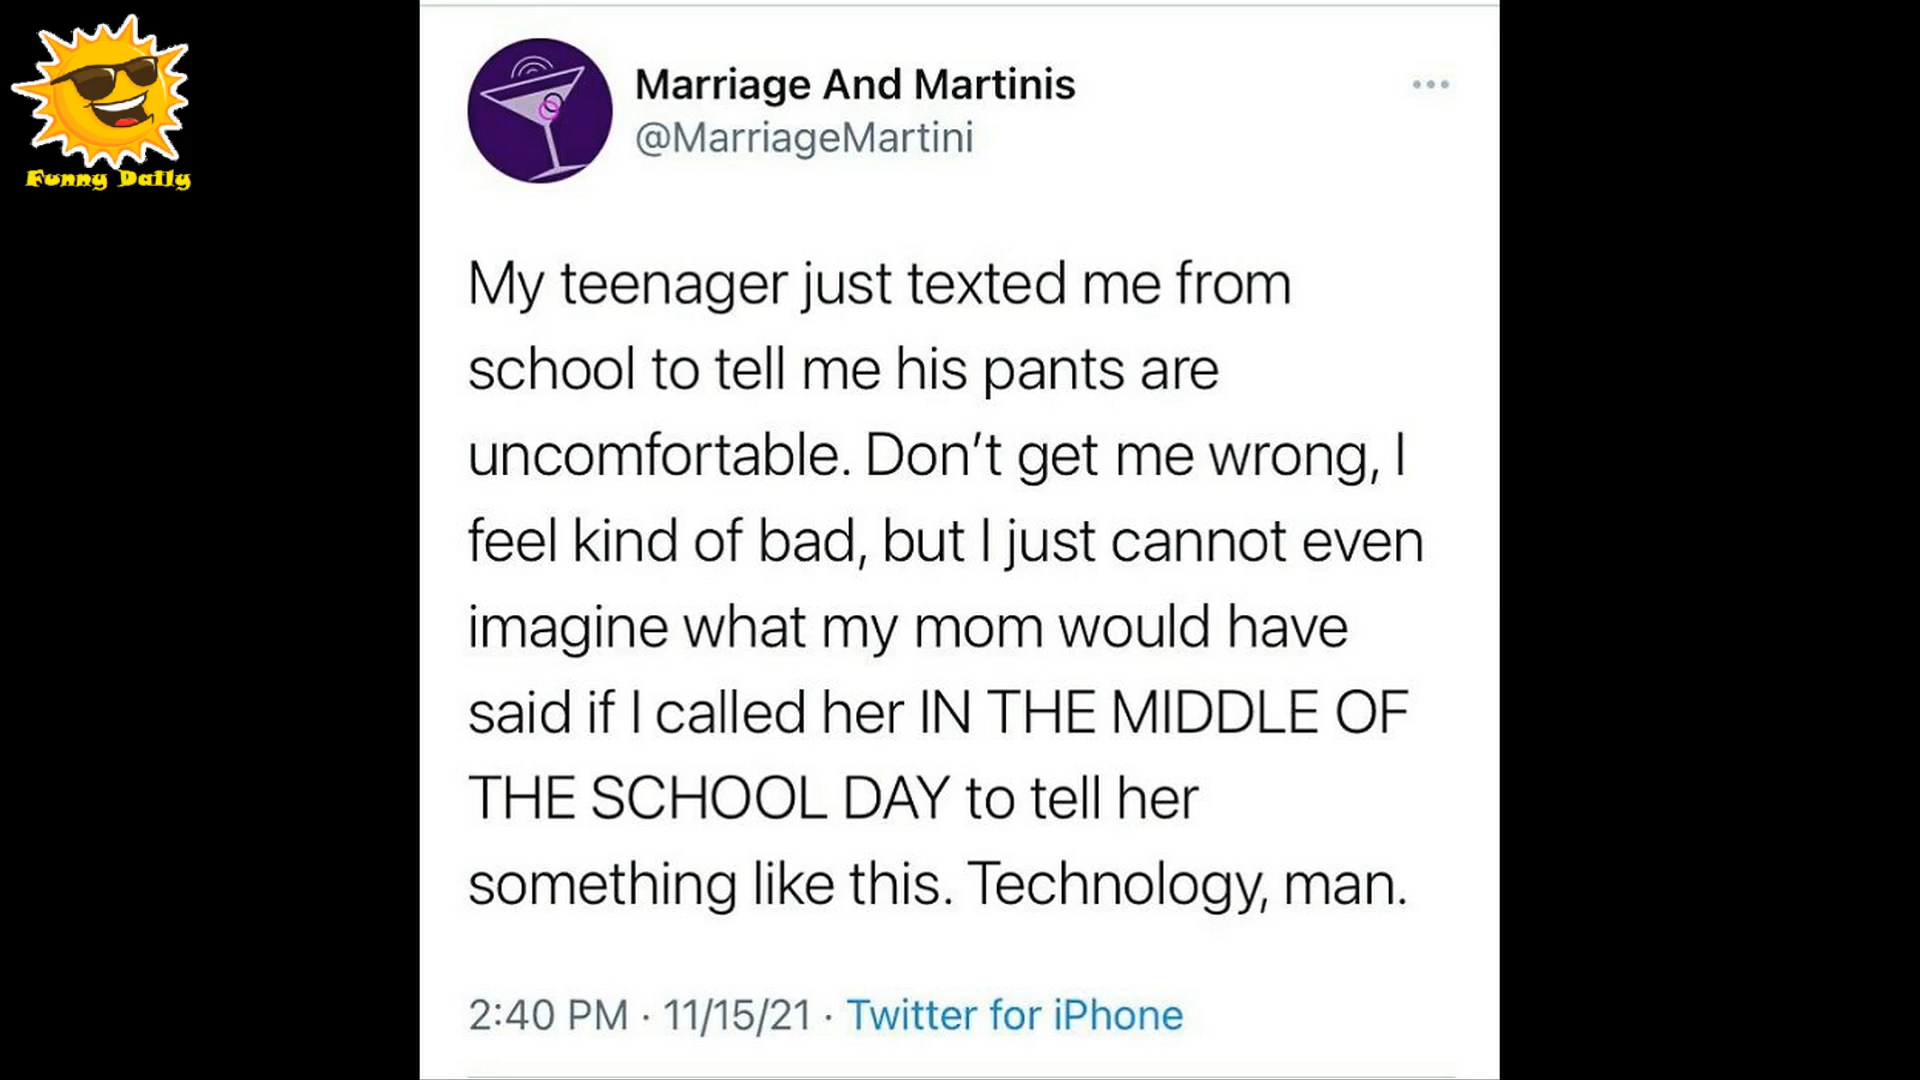 Funny Daily
Marriage And Martinis
@MarriageMartini
My teenager just texted me from
school to tell me his pants are
uncomfortable. Don’t get me wrong, I
feel kind of bad, but I just cannot even
imagine what my mom would have
said if I called her IN THE MIDDLE OF
THE SCHOOL DAY to tell her
something like this. Technology, man.
2:40 PM · 11/15/21 · Twitter for iPhone